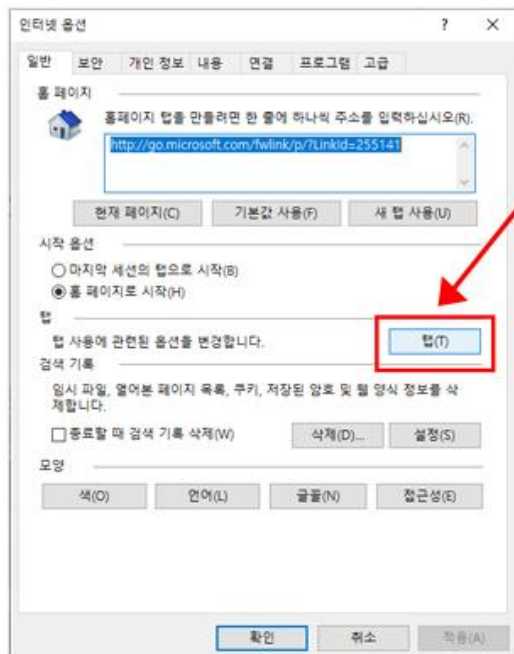 인터넷 옵션 ? ×
일반 보안 개인 정보 내용 연결 프로그램 고급
홈 페이지
홈페이지 탭을 만들려면 한 줄에 하나씩 주소를 입력하십시오(R).
http://go.microsoft.com/fwlink/p/?LinkId=255141
현재 페이지(C) 기본값 사용(F) 새 탭 사용(U)
시작 옵션
마지막 세션의 탭으로 시작(B)
홈 페이지로 시작(H)
탭
탭 사용에 관련된 옵션을 변경합니다. 탭(T)
검색 기록
임시 파일, 열어본 페이지 목록, 쿠키, 저장된 암호 및 웹 양식 정보를 삭
제합니다.
종료할 때 검색 기록 삭제(W) 삭제(D)... 설정(S)
모양
색(O) 언어(L) 글꼴(N) 접근성(E)
확인 취소 적용(A)